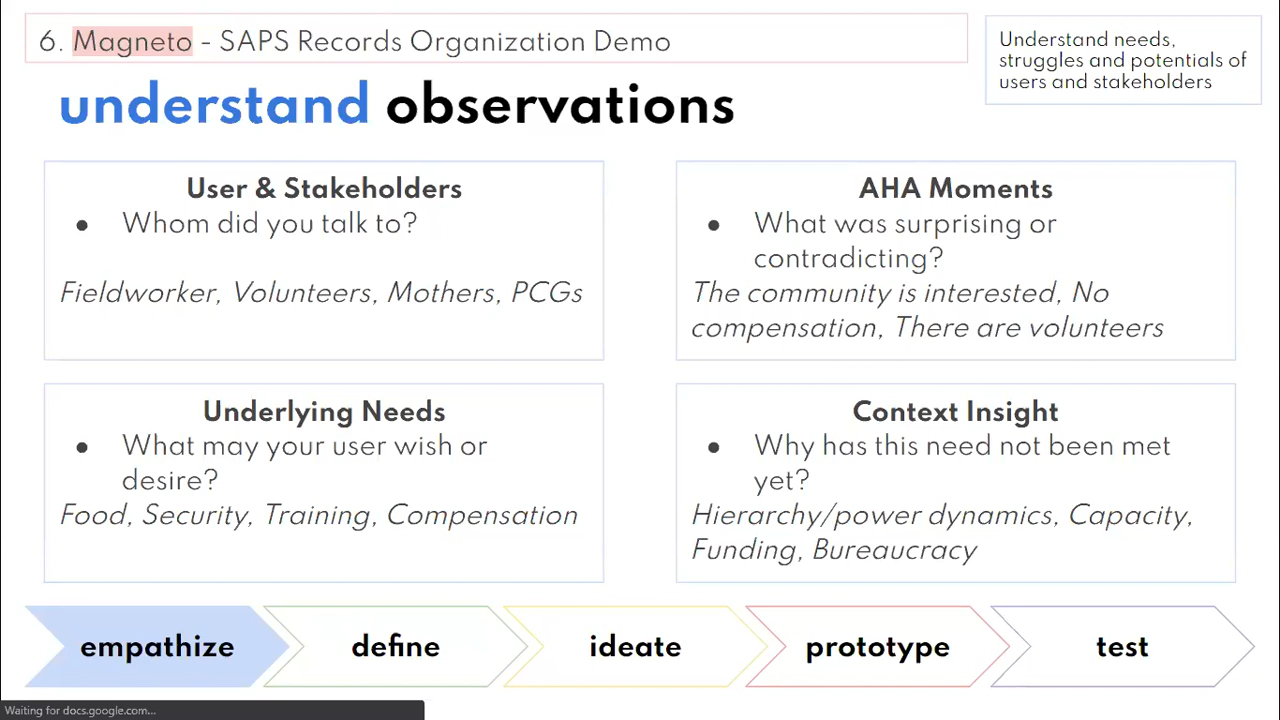 6. Magneto - SAPS Records Organization Demo
Understand needs,
struggles and potentials of
users and stakeholders
understand observations
User & Stakeholders
● Whom did you talk to?
Fieldworker, Volunteers, Mothers, PCGs
AHA Moments
● What was surprising or
contradicting?
The community is interested, No
compensation, There are volunteers
Underlying Needs
● What may your user wish or
desire?
Food, Security, Training, Compensation
Context Insight
● Why has this need not been met
yet?
Hierarchy/power dynamics, Capacity,
Funding, Bureaucracy
empathize define ideate prototype test
Waiting for docs.google.com...